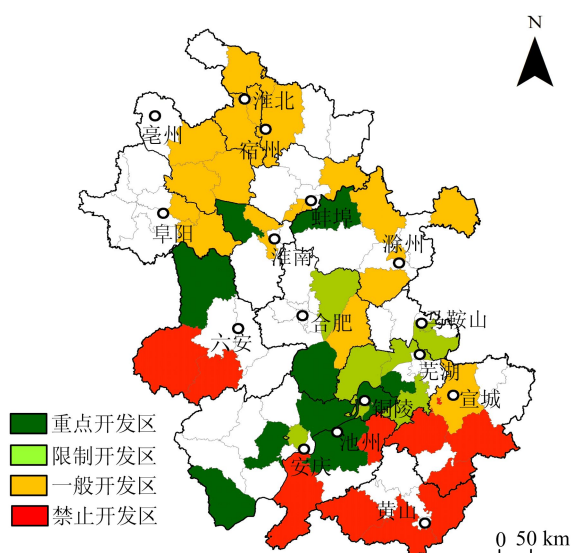 N
淮北
亳州
宿州
蚌埠
阜阳
淮南
滁州
马鞍山
合肥
六安
芜湖
宣城
铜陵
池州
安庆
黄山
重点开发区
限制开发区
一般开发区
禁止开发区
0 50 km